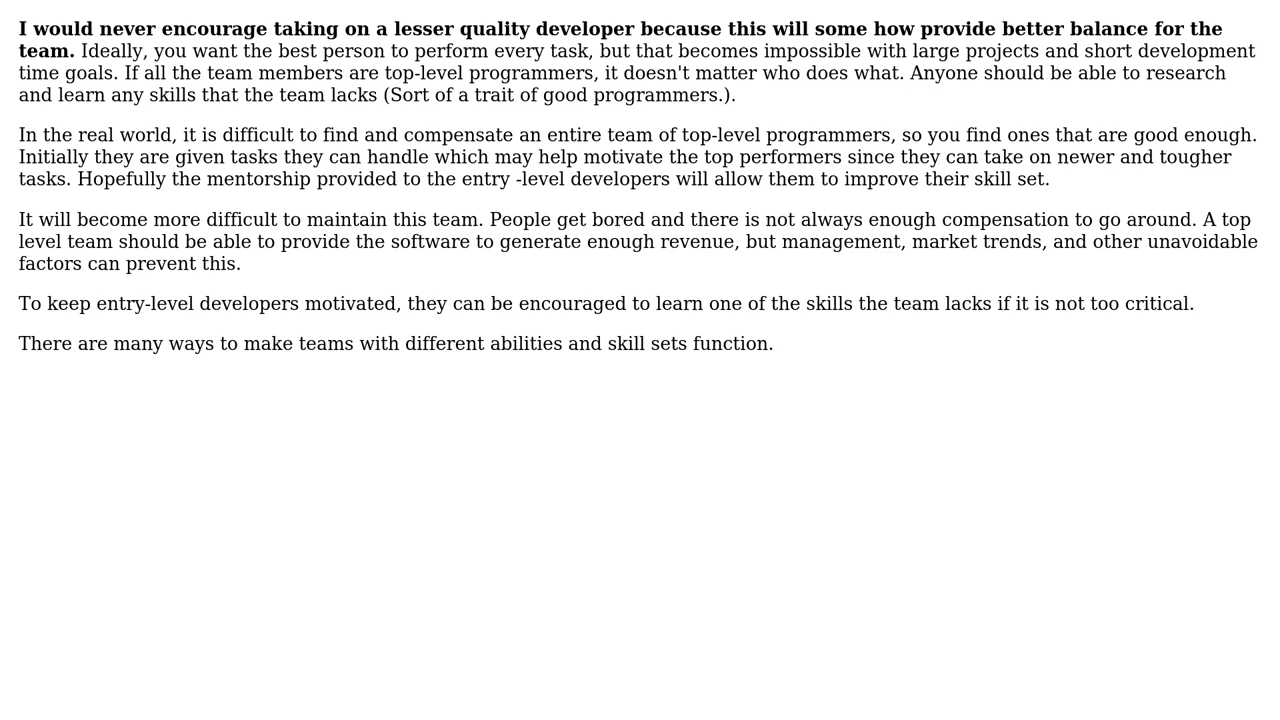 I would never encourage taking on a lesser quality developer because this will some how provide better balance for the
team. Ideally, you want the best person to perform every task, but that becomes impossible with large projects and short development
time goals. If all the team members are top-level programmers, it doesn't matter who does what. Anyone should be able to research
and learn any skills that the team lacks (Sort of a trait of good programmers.).
In the real world, it is difficult to find and compensate an entire team of top-level programmers, so you find ones that are good enough.
Initially they are given tasks they can handle which may help motivate the top performers since they can take on newer and tougher
tasks. Hopefully the mentorship provided to the entry -level developers will allow them to improve their skill set.
It will become more difficult to maintain this team. People get bored and there is not always enough compensation to go around. A top
level team should be able to provide the software to generate enough revenue, but management, market trends, and other unavoidable
factors can prevent this.
To keep entry-level developers motivated, they can be encouraged to learn one of the skills the team lacks if it is not too critical.
There are many ways to make teams with different abilities and skill sets function.